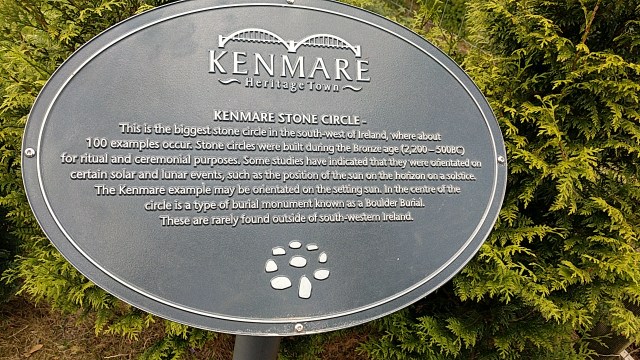 KENMARE
Heritage Town
KENMARE STONE CIRCLE –
This is the biggest stone circle in the south-west of Ireland, where about
100 examples occur. Stone circles were built during the Bronze age (2,200 – 500BC)
for ritual and ceremonial purposes. Some studies have indicated that they were orientated on
certain solar and lunar events, such as the position of the sun on the horizon on a solstice.
The Kenmare example may be orientated on the setting sun. In the centre of the
circle is a type of burial monument known as a Boulder Burial.
These are rarely found outside of south-western Ireland.